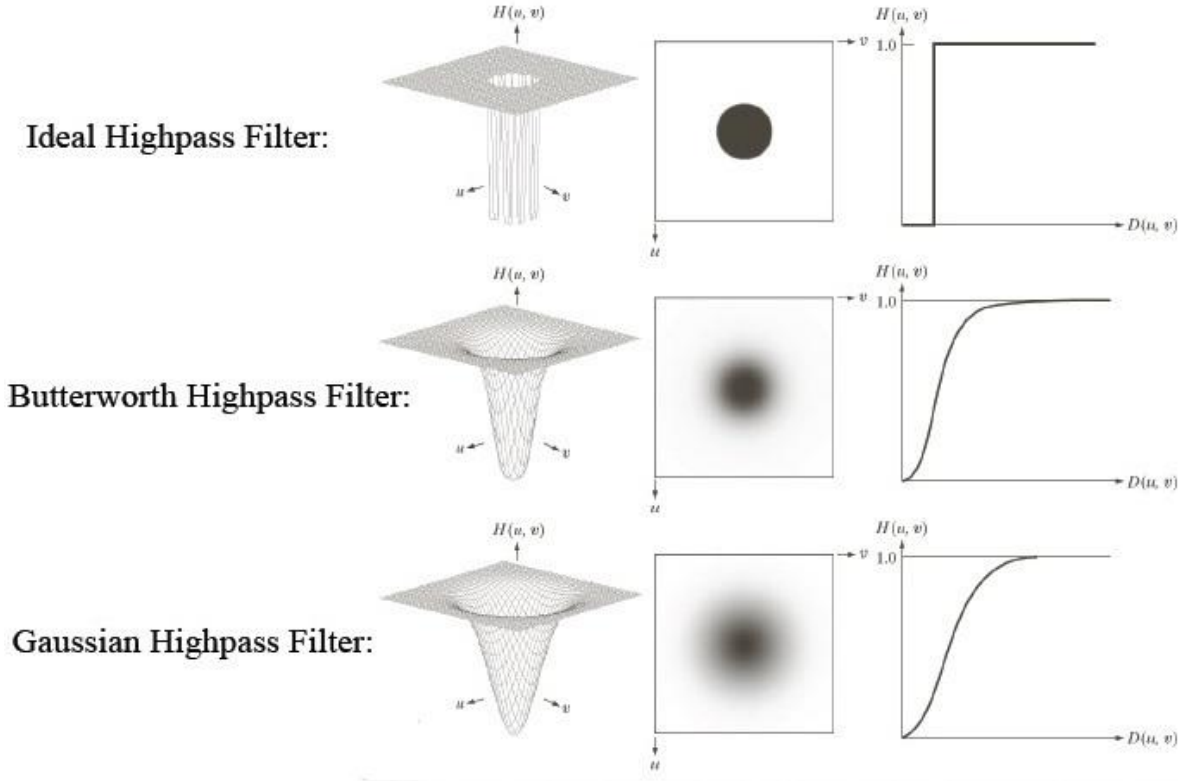 H(u, v)
H(u, v)
v
1.0
Ideal Highpass Filter:
u
v
D(u, v)
u
H(u, v)
H(u, v)
v
1.0
Butterworth Highpass Filter:
u
v
D(u, v)
u
H(u, v)
H(u, v)
v
1.0
Gaussian Highpass Filter:
u
v
D(u, v)
u